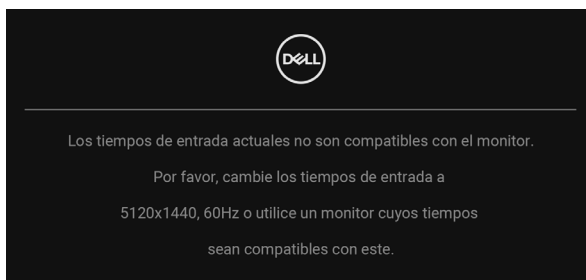 DELL
Los tiempos de entrada actuales no son compatibles con el monitor.
Por favor, cambie los tiempos de entrada a
5120x1440, 60Hz o utilice un monitor cuyos tiempos
sean compatibles con este.